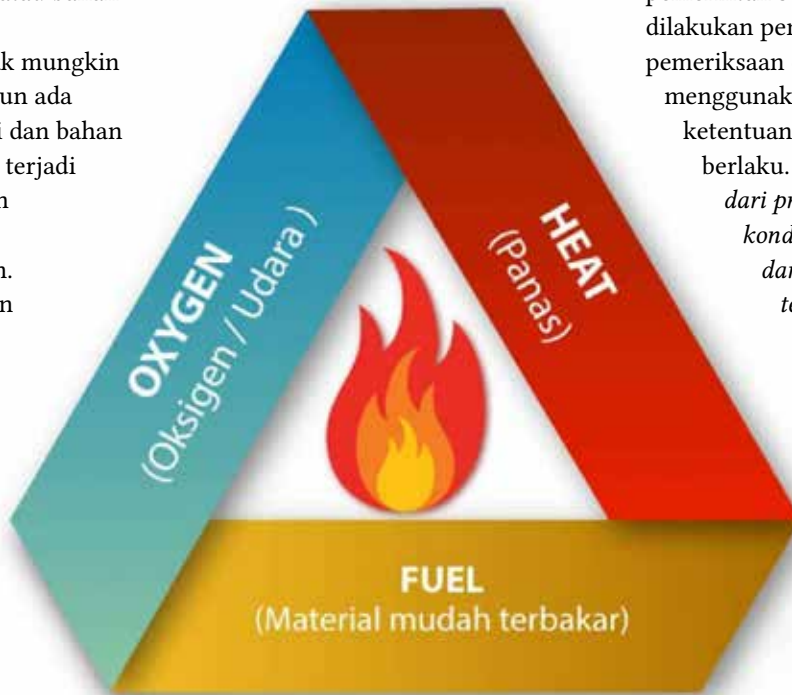 bahan
k mungkin
un ada
i dan bahan
terjadi
n
n.
n
OXYGEN
(Oksigen / Udara )
HEAT
(Panas)
FUEL
(Material mudah terbakar)
dilakukan per
pemeriksaan
menggunak
ketentuan
berlaku.
dari pr
kond
dar
te